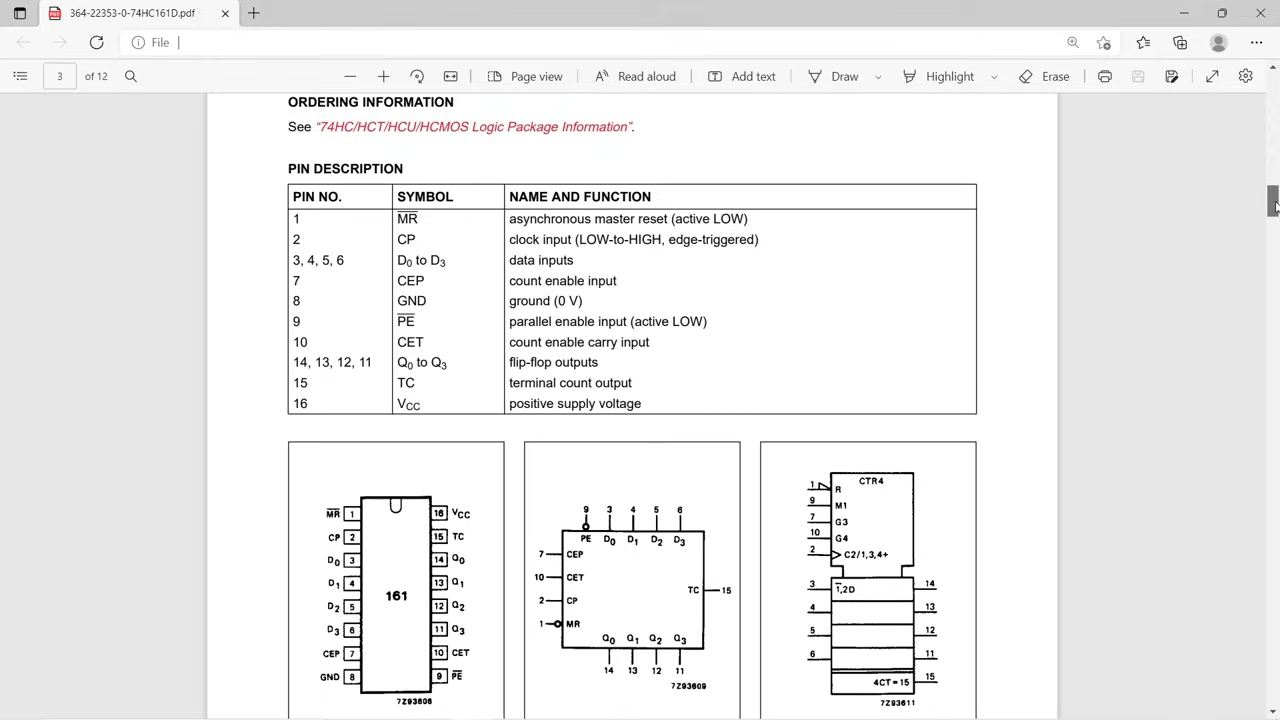 364-22353-0-74HC161D.pdf
File
3 of 12 Page view Read aloud Add text Draw Highlight Erase
ORDERING INFORMATION
See “74HC/HCT/HCU/HCMOS Logic Package Information”.
PIN DESCRIPTION
PIN NO. SYMBOL NAME AND FUNCTION
1 M̅R̅ asynchronous master reset (active LOW)
2 CP clock input (LOW-to-HIGH, edge-triggered)
3, 4, 5, 6 D0 to D3 data inputs
7 CEP count enable input
8 GND ground (0 V)
9 P̅E̅ parallel enable input (active LOW)
10 CET count enable carry input
14, 13, 12, 11 Q0 to Q3 flip-flop outputs
15 TC terminal count output
16 VCC positive supply voltage
M̅R̅ 1 16 VCC
CP 2 15 TC
D0 3 14 Q0
D1 4 13 Q1
D2 5 12 Q2
D3 6 11 Q3
CEP 7 10 CET
GND 8 9 P̅E̅
161
7Z93606
9 3 4 5 6
PE D0 D1 D2 D3
7 CEP
10 CET
2 CP
1 MR
TC 15
Q0 Q1 Q2 Q3
14 13 12 11
7Z93609
CTR4
1 R
9 M1
7 G3
10 G4
2 C2/1,3,4+
3 1̅,2D 14
4 13
5 12
6 11
4CT=15 15
7Z93611